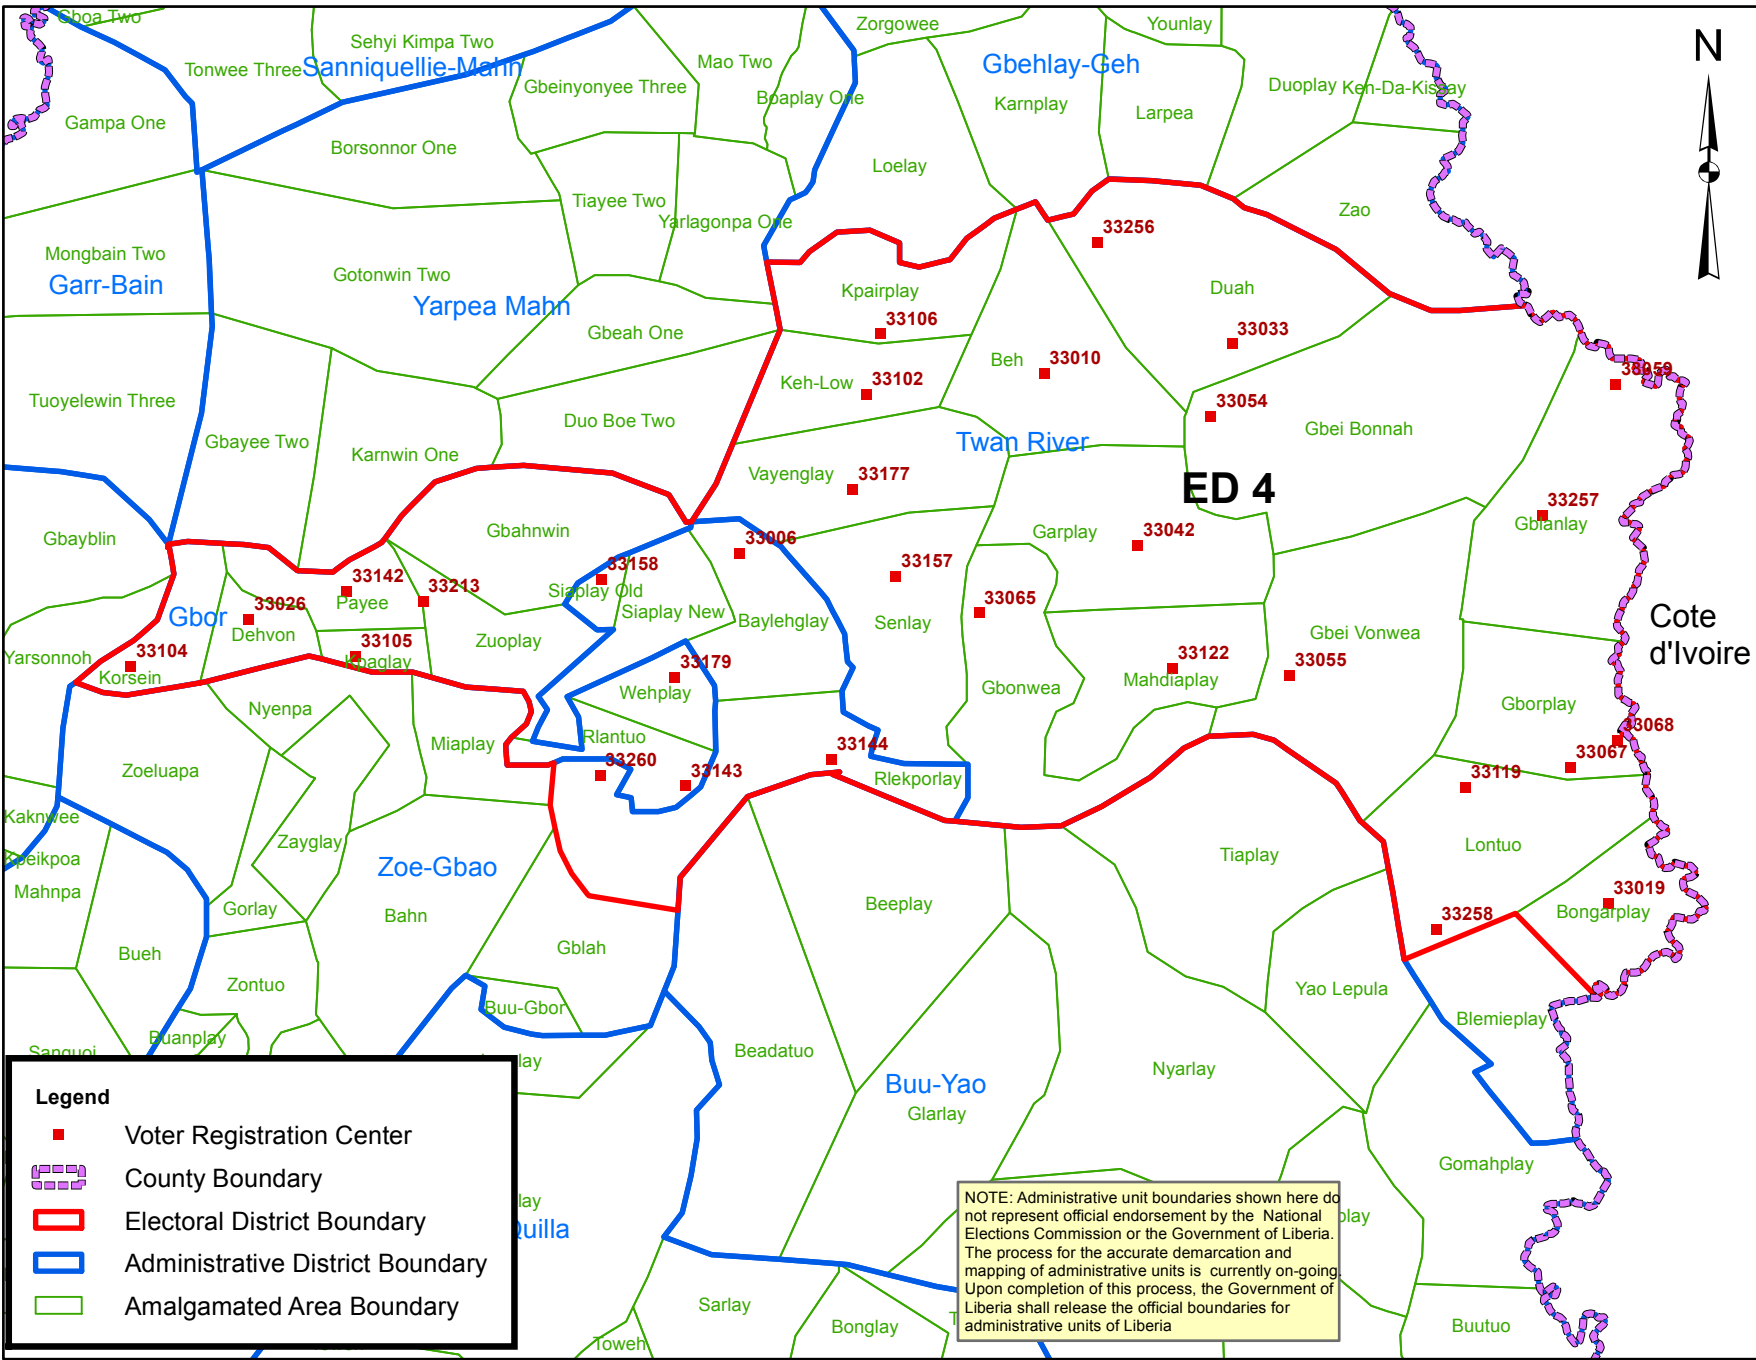 Gboa Two
Zorgowee
Younlay
Sehyi Kimpa Two
Mao Two
Gbehlay-Geh
N
Tonwee Three
Sanniquellie-Mahn
Gbeinyonyee Three
Boaplay One
Karnplay
Larpea
Duoplay
Gampa One
Borsonnor One
Loelay
Tiayee Two
Yarlagonpa One
Zao
33256
Mongbain Two
Garr-Bain
Gotonwin Two
Yarpea Mahn
Kpairplay
Duah
Gbeah One
33106
33033
Beh
33010
Keh-Low
33102
Tuoyelewin Three
33054
Gbayee Two
Duo Boe Two
Gbei Bonnah
Karnwin One
Twan River
Vayenglay
33177
ED 4
33257
Gbianlay
Gbayblin
Gbahnwin
33006
Garplay
33042
33158
33157
Siaplay Old
33142
33213
Payee
33026
Gbor
Siaplay New
33065
Dehvon
Zuoplay
Baylehglay
Senlay
Gbei Vonwea
Cote
d'Ivoire
33105
Kpaglay
Yarsonnoh
33104
Korsein
33179
Wehplay
Gbonwea
33122
Mahdiaplay
33055
Nyenpa
Gborplay
Miaplay
Rlantuo
33144
33068
33067
Zoeluapa
33260
33143
Rlekporlay
33119
Kaknwee
Zayglay
Kpeikpoa
Mahnpa
Zoe-Gbao
Tiaplay
Lontuo
Gorlay
Bahn
Beeplay
33258
33019
Bongarplay
Bueh
Gblah
Zontuo
Buu-Gbor
Yao Lepula
Blemieplay
Buanplay
Sanguoi
lay
Beadatuo
Nyarlay
Buu-Yao
Glarlay
Gomahplay
lay
Quilla
play
Sarlay
Bonglay
T
Toweh
Buutuo
Legend
Voter Registration Center
County Boundary
Electoral District Boundary
Administrative District Boundary
Amalgamated Area Boundary
NOTE: Administrative unit boundaries shown here do
not represent official endorsement by the National
Elections Commission or the Government of Liberia.
The process for the accurate demarcation and
mapping of administrative units is currently on-going.
Upon completion of this process, the Government of
Liberia shall release the official boundaries for
administrative units of Liberia